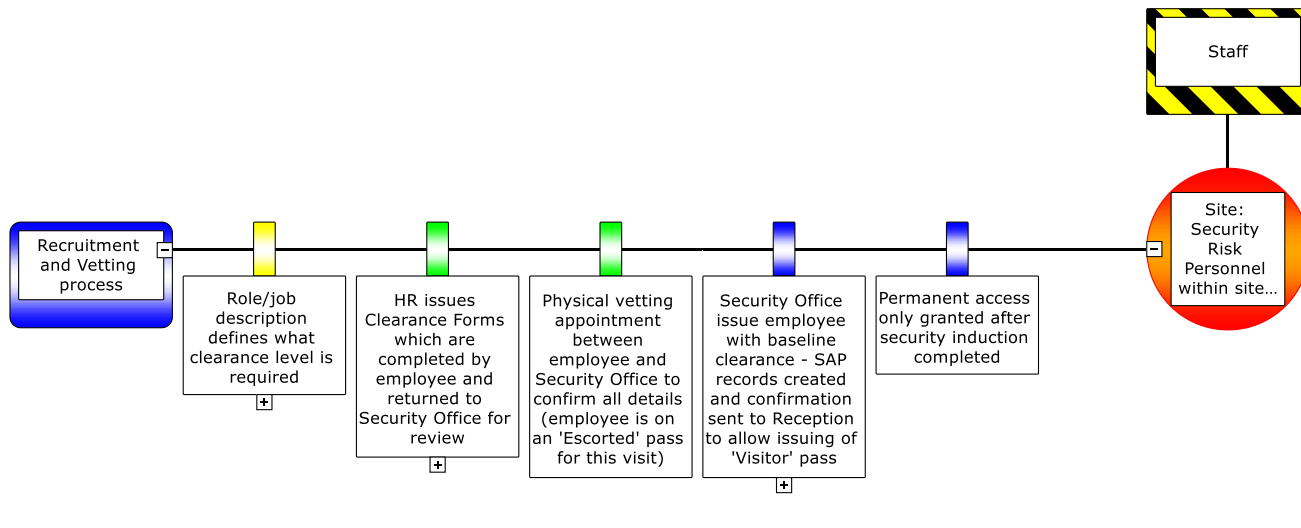 Staff
Recruitment
and Vetting
process
Role/job
description
defines what
clearance level is
required
HR issues
Clearance Forms
which are
completed by
employee and
returned to
Security Office for
review
Physical vetting
appointment
between
employee and
Security Office to
confirm all details
(employee is on
an 'Escorted' pass
for this visit)
Security Office
issue employee
with baseline
clearance - SAP
records created
and confirmation
sent to Reception
to allow issuing of
'Visitor' pass
Permanent access
only granted after
security induction
completed
Site:
Security
Risk
Personnel
within site...